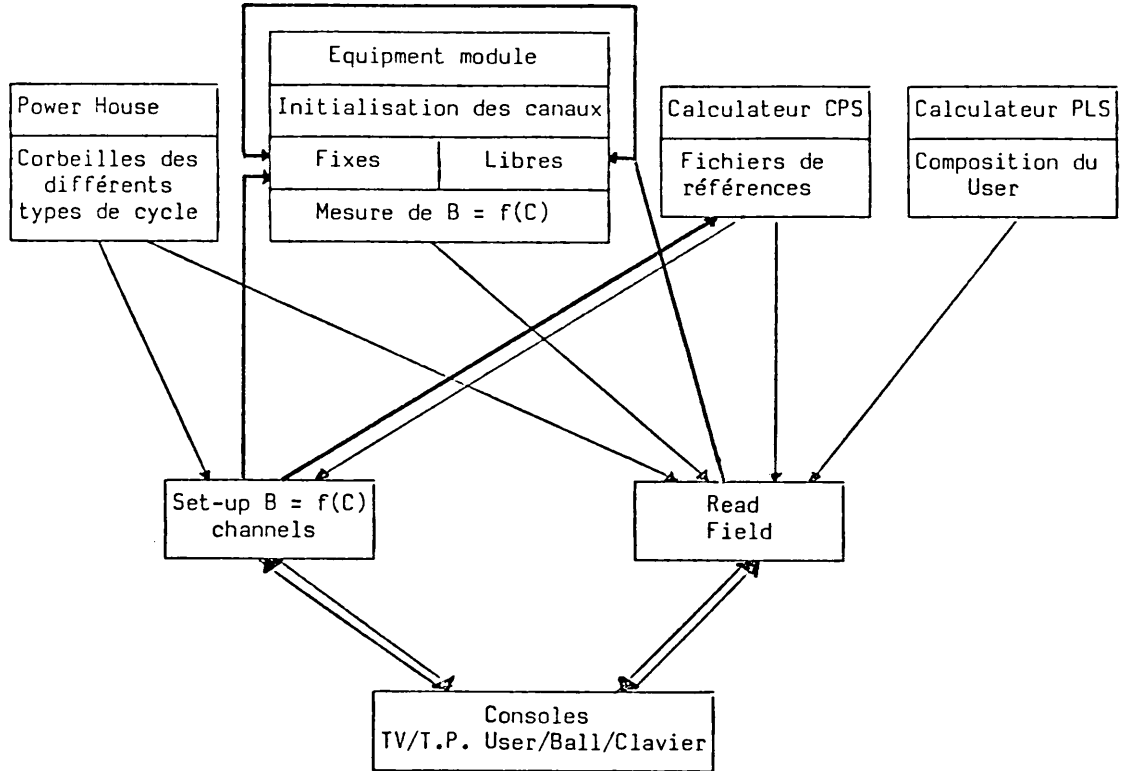 Equipment module
Initialisation des canaux
Fixes
Libres
Mesure de B = f(C)
Power House
Corbeilles des
différents
types de cycle
Calculateur CPS
Fichiers de
références
Calculateur PLS
Composition du
User
Set-up B = f(C)
channels
Read
Field
Consoles
TV/T.P. User/Ball/Clavier